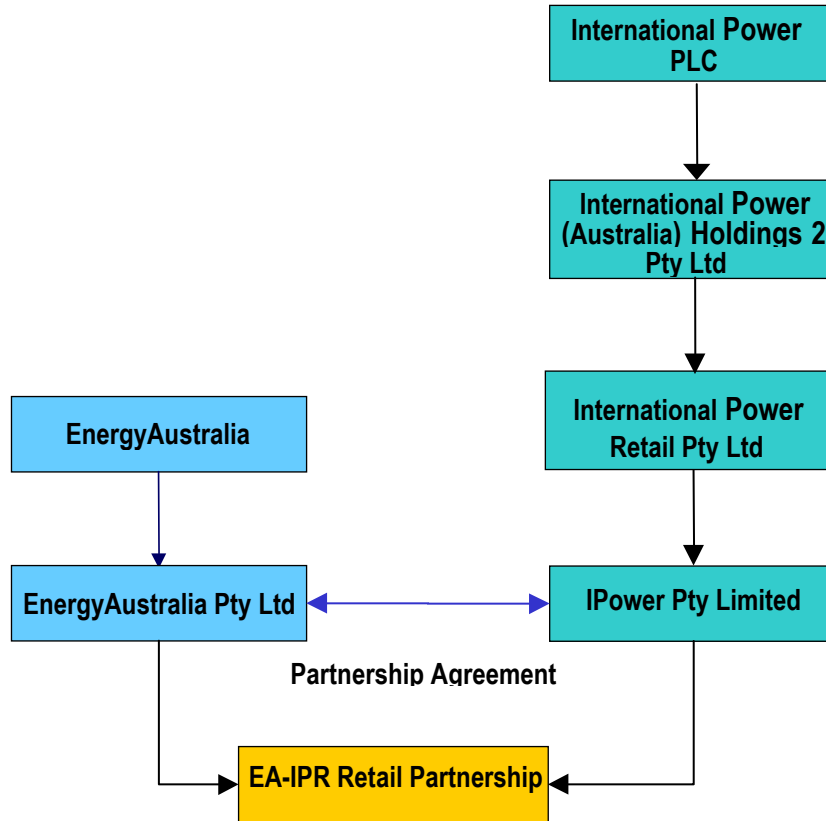 International Power
PLC
International Power
(Australia) Holdings 2
Pty Ltd
International Power
Retail Pty Ltd
EnergyAustralia
EnergyAustralia Pty Ltd
IPower Pty Limited
Partnership Agreement
EA-IPR Retail Partnership